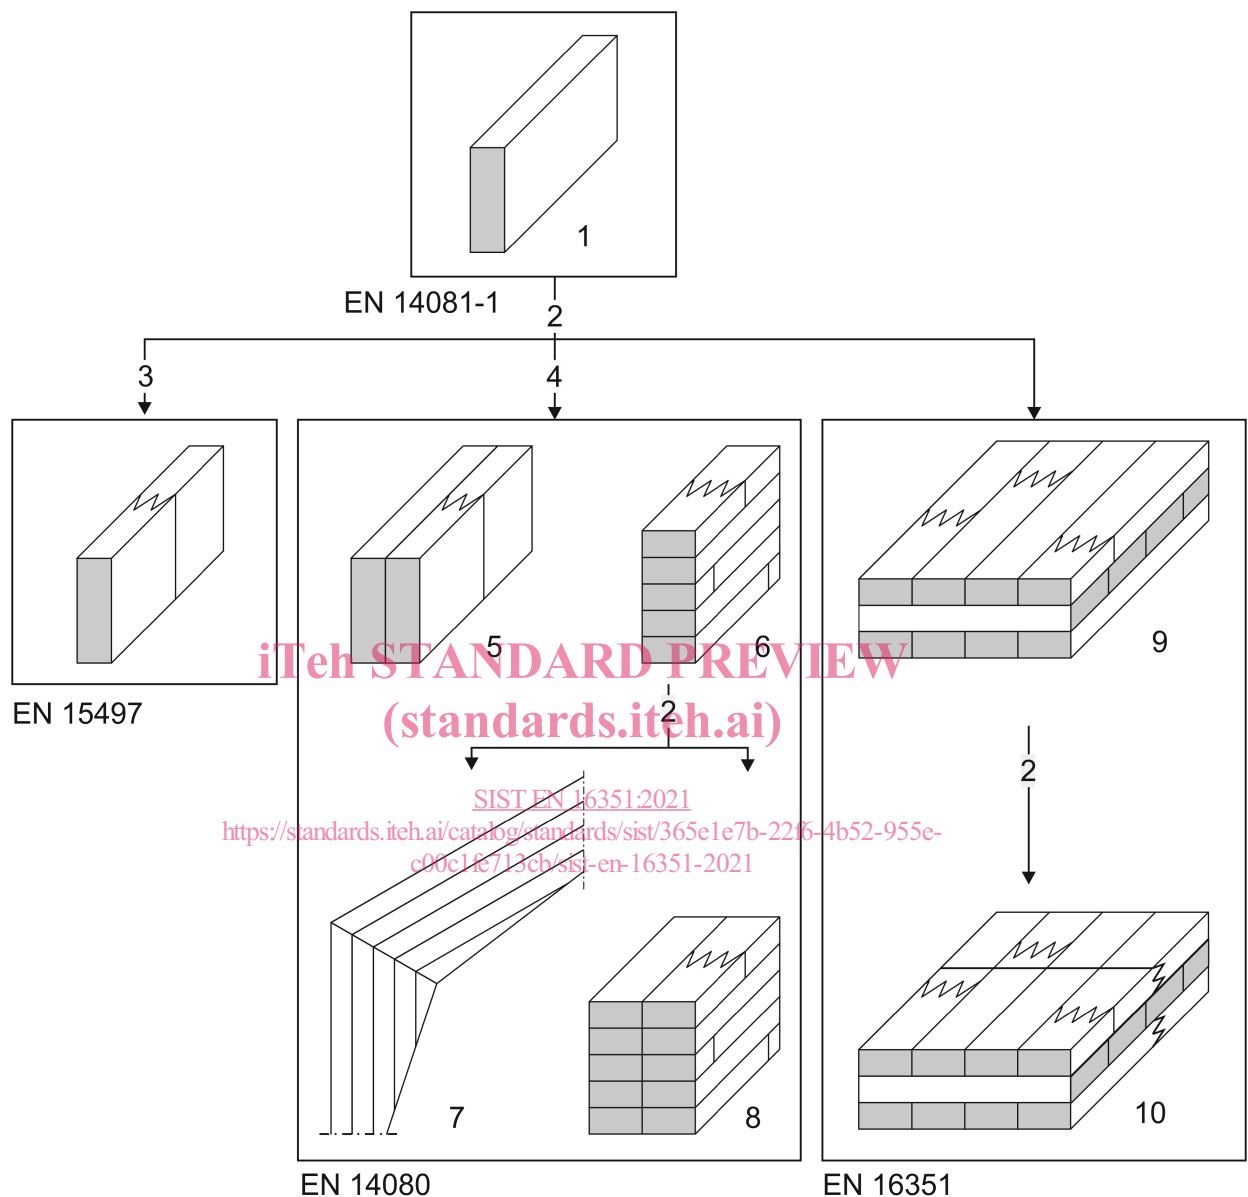 1
EN 14081-1
2
3
4
5
6
9
iTeh STANDARD PREVIEW
EN 15497
2
(standards.iteh.ai)
2
SIST EN 16351:2021
https://standards.iteh.ai/catalog/standards/sist/365e1e7b-22f6-4b52-955e-
c00c1fe713cb/sist-en-16351-2021
7
8
10
EN 14080
EN 16351